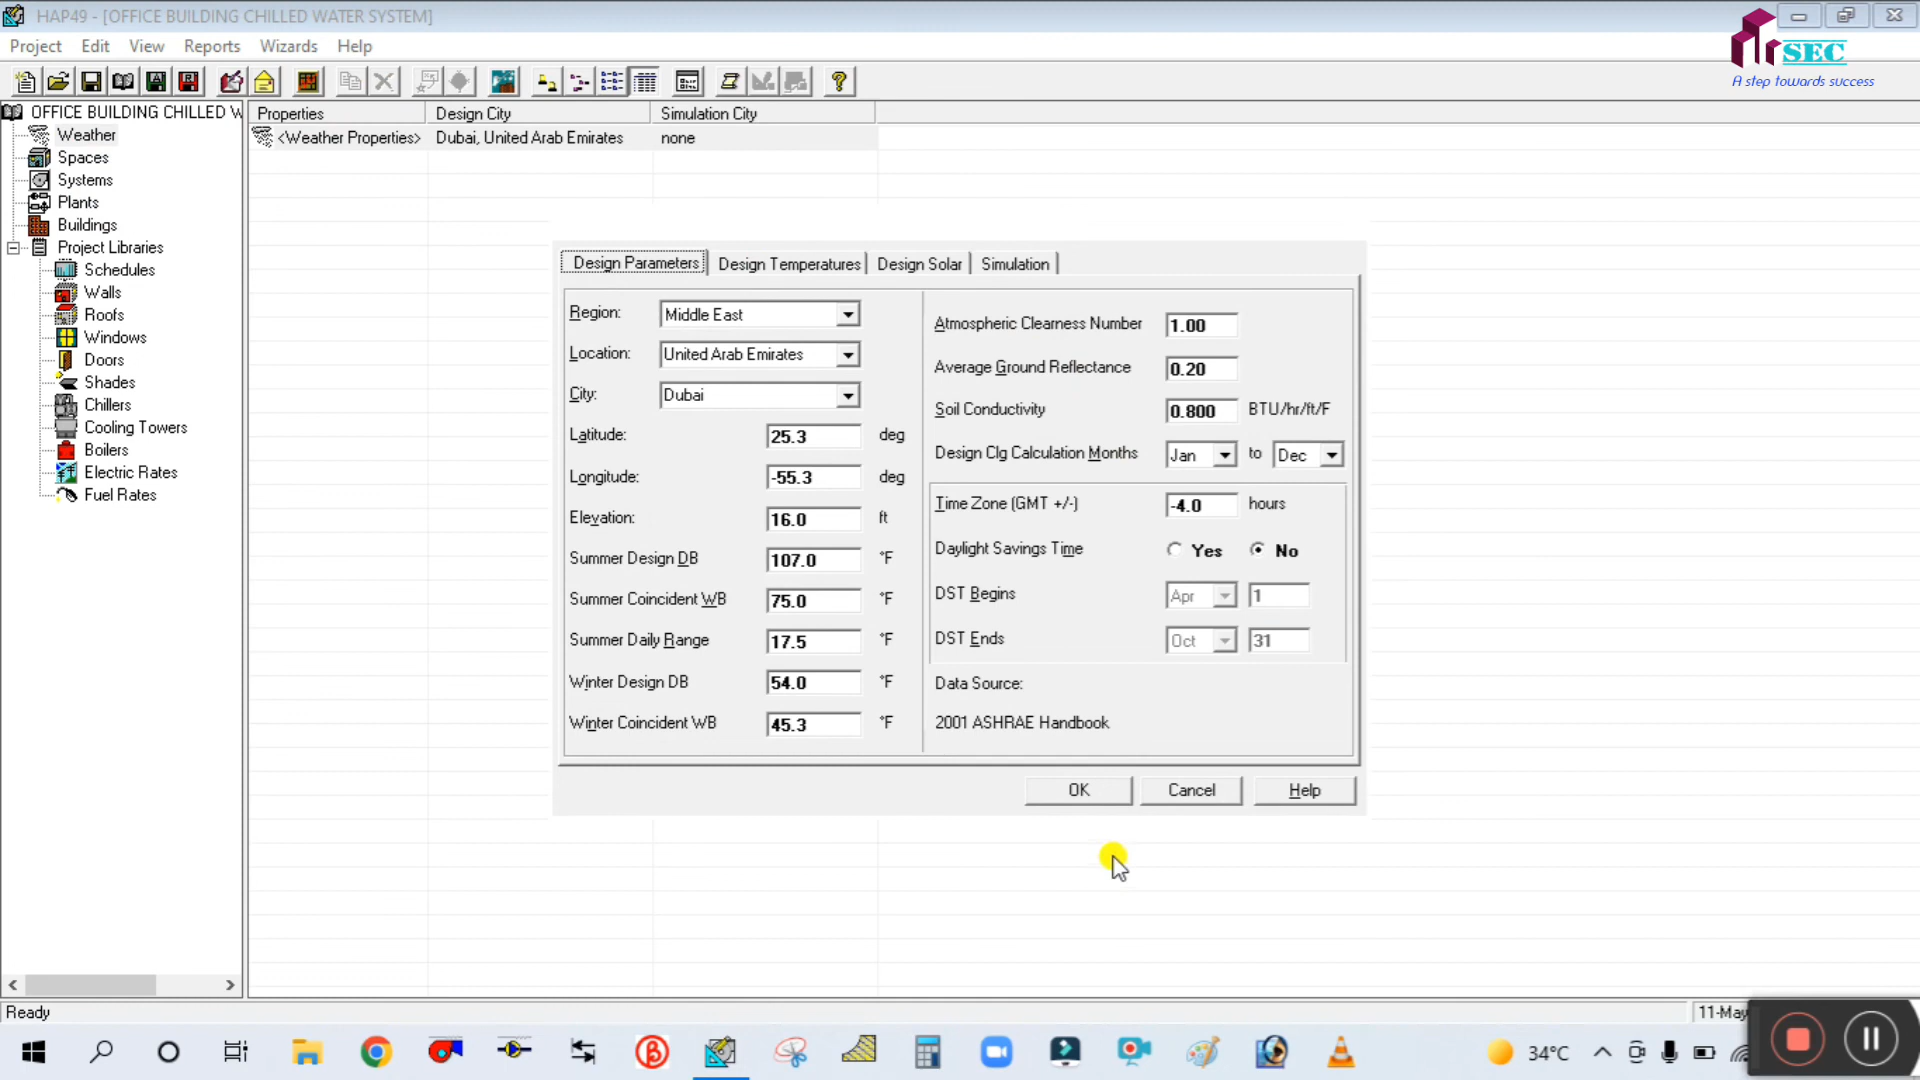 HAP49 - [OFFICE BUILDING CHILLED WATER SYSTEM]
Project Edit View Reports Wizards Help
SEC
A step towards success
OFFICE BUILDING CHILLED W
Weather
Spaces
Systems
Plants
Buildings
Project Libraries
Schedules
Walls
Roofs
Windows
Doors
Shades
Chillers
Cooling Towers
Boilers
Electric Rates
Fuel Rates
Properties Design City Simulation City
<Weather Properties> Dubai, United Arab Emirates none
Design Parameters Design Temperatures Design Solar Simulation
Region: Middle East
Location: United Arab Emirates
City: Dubai
Latitude: 25.3 deg
Longitude: -55.3 deg
Elevation: 16.0 ft
Summer Design DB 107.0 °F
Summer Coincident WB 75.0 °F
Summer Daily Range 17.5 °F
Winter Design DB 54.0 °F
Winter Coincident WB 45.3 °F
Atmospheric Clearness Number 1.00
Average Ground Reflectance 0.20
Soil Conductivity 0.800 BTU/hr/ft/F
Design Clg Calculation Months Jan to Dec
Time Zone (GMT +/-) -4.0 hours
Daylight Savings Time Yes No
DST Begins Apr 1
DST Ends Oct 31
Data Source:
2001 ASHRAE Handbook
OK Cancel Help
Ready
11-May
34°C